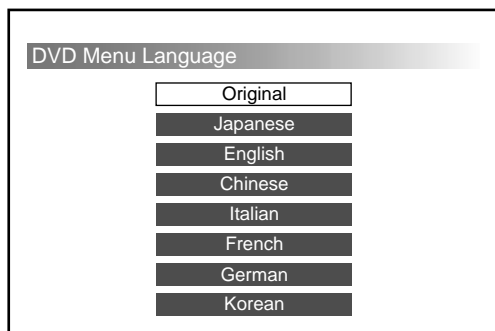 DVD Menu Language
Original
Japanese
English
Chinese
Italian
French
German
Korean